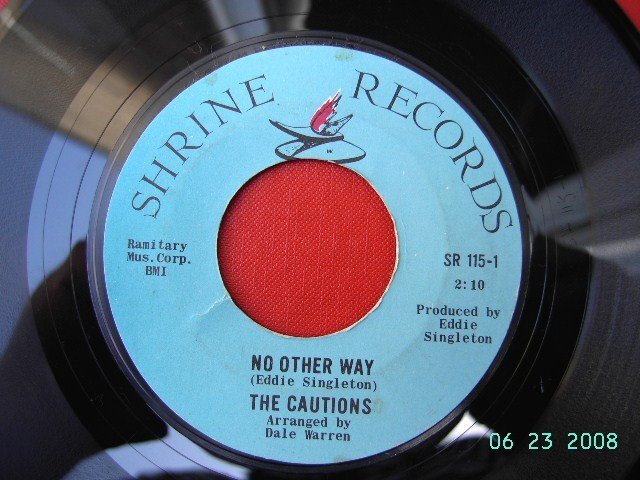 SHRINE RECORDS
Ramitary
Mus.Corp.
BMI
SR 115-1
2:10
Produced by
Eddie
Singleton
NO OTHER WAY
(Eddie Singleton)
THE CAUTIONS
Arranged by
Dale Warren
06 23 2008